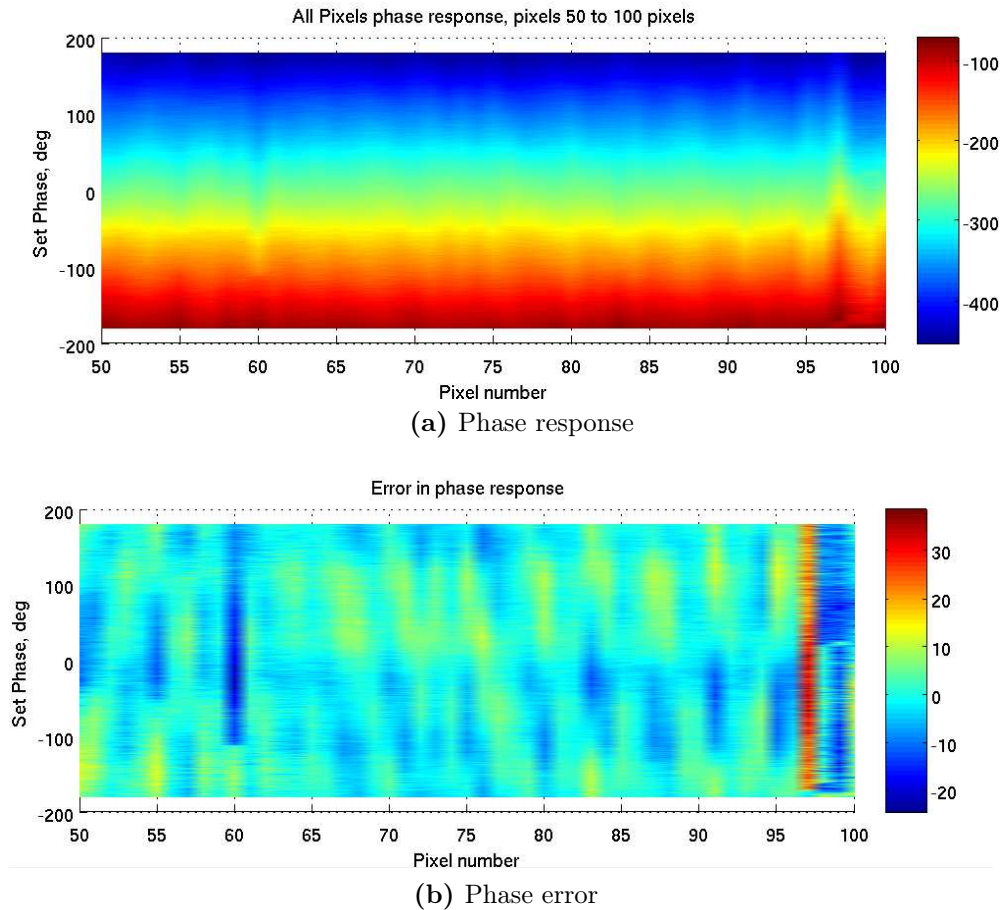 All Pixels phase response, pixels 50 to 100 pixels
200
100
0
-100
-200
Set Phase, deg
50 55 60 65 70 75 80 85 90 95 100
Pixel number
-100
-200
-300
-400
(a) Phase response
Error in phase response
200
100
0
-100
-200
Set Phase, deg
50 55 60 65 70 75 80 85 90 95 100
Pixel number
30
20
10
0
-10
-20
(b) Phase error